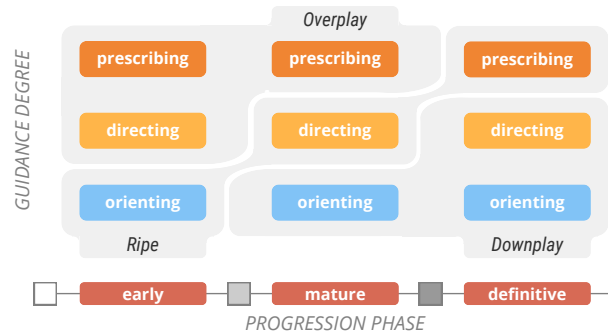 Overplay
GUIDANCE DEGREE
prescribing prescribing prescribing
directing directing directing
orienting orienting orienting
Ripe Downplay
early mature definitive
PROGRESSION PHASE